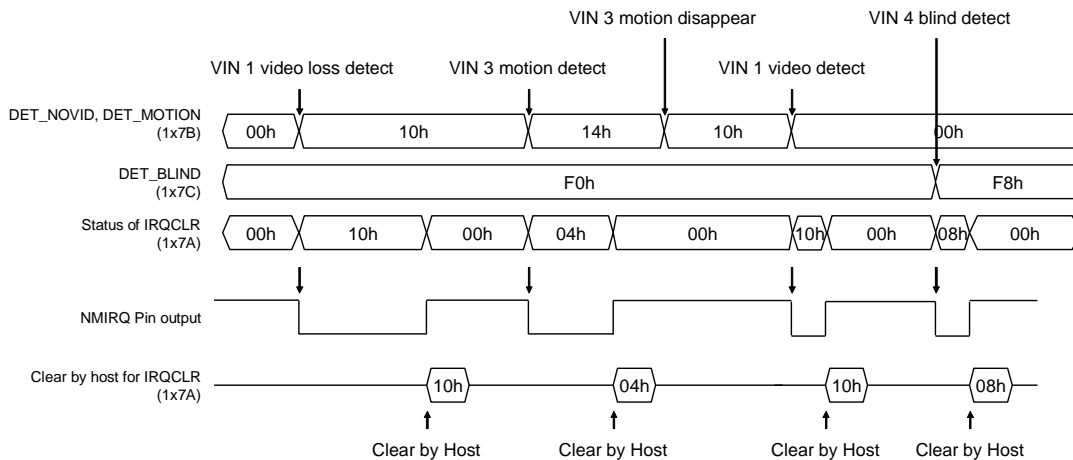 VIN 3 motion disappear
VIN 4 blind detect
VIN 1 video loss detect
VIN 3 motion detect
VIN 1 video detect
DET_NOVID, DET_MOTION
(1x7B)
00h
10h
14h
10h
00h
DET_BLIND
(1x7C)
F0h
F8h
Status of IRQCLR
(1x7A)
00h
10h
00h
04h
00h
10h
00h
08h
00h
NMIRQ Pin output
Clear by host for IRQCLR
(1x7A)
10h
04h
10h
08h
Clear by Host
Clear by Host
Clear by Host
Clear by Host